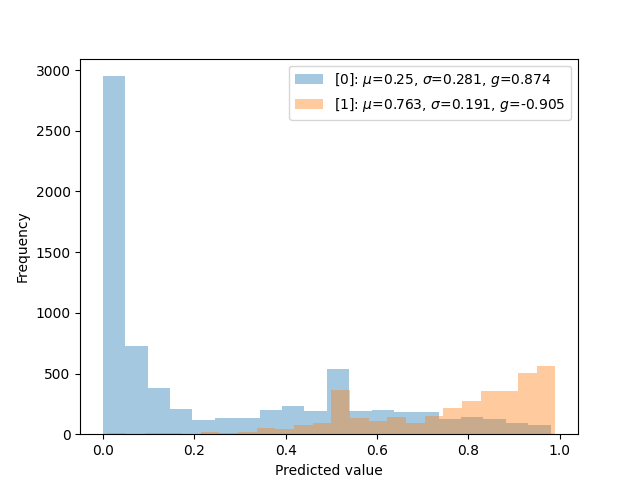 [0]: μ=0.25, σ=0.281, g=0.874
[1]: μ=0.763, σ=0.191, g=-0.905
3000
2500
2000
1500
1000
500
0
Frequency
0.0 0.2 0.4 0.6 0.8 1.0
Predicted value